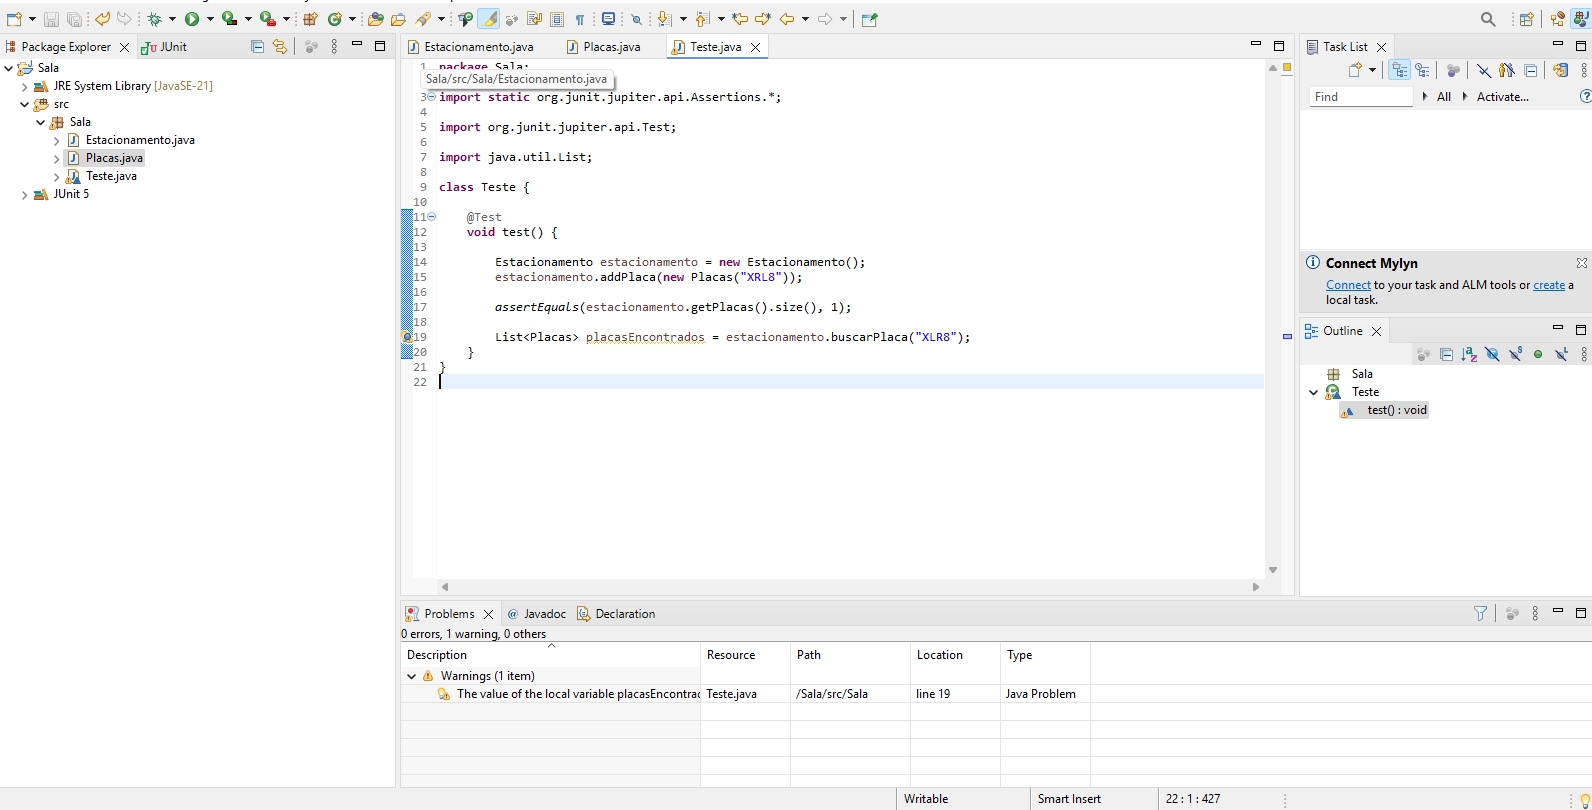 Package Explorer
JUnit
Sala
JRE System Library [JavaSE-21]
src
Sala
Estacionamento.java
Placas.java
Teste.java
JUnit 5
Estacionamento.java
Placas.java
Teste.java
1 package Sala;
Sala/src/Sala/Estacionamento.java
3 import static org.junit.jupiter.api.Assertions.*;
4
5 import org.junit.jupiter.api.Test;
6
7 import java.util.List;
8
9 class Teste {
10
11 @Test
12 void test() {
13
14 Estacionamento estacionamento = new Estacionamento();
15 estacionamento.addPlaca(new Placas("XRL8"));
16
17 assertEquals(estacionamento.getPlacas().size(), 1);
18
19 List<Placas> placasEncontrados = estacionamento.buscarPlaca("XLR8");
20 }
21 }
22
Task List
Find
All
Activate...
Connect Mylyn
Connect to your task and ALM tools or create a
local task.
Outline
Sala
Teste
test() : void
Problems
@ Javadoc
Declaration
0 errors, 1 warning, 0 others
Description Resource Path Location Type
Warnings (1 item)
The value of the local variable placasEncontrac Teste.java /Sala/src/Sala line 19 Java Problem
Writable Smart Insert 22 : 1 : 427